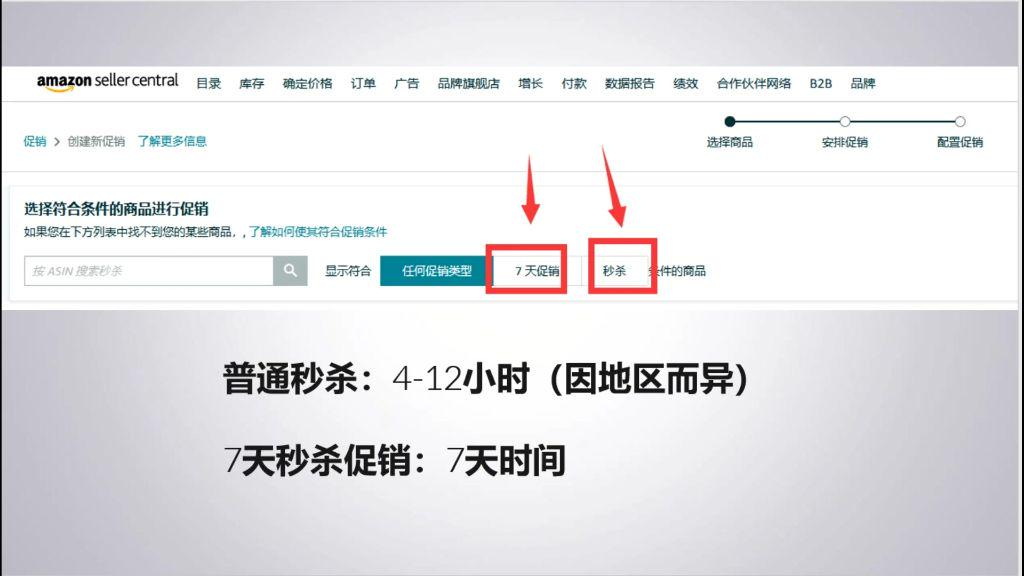 amazon seller central 目录 库存 确定价格 订单 广告 品牌旗舰店 增长 付款 数据报告 绩效 合作伙伴网络 B2B 品牌
促销 > 创建新促销 了解更多信息
选择商品 安排促销 配置促销
选择符合条件的商品进行促销
如果您在下方列表中找不到您的某些商品，, 了解如何使其符合促销条件
按 ASIN 搜索秒杀 显示符合 任何促销类型 7 天促销 秒杀 条件的商品
普通秒杀：4-12小时（因地区而异）
7天秒杀促销：7天时间